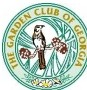 THE GARDEN CLUB OF GEORGIA